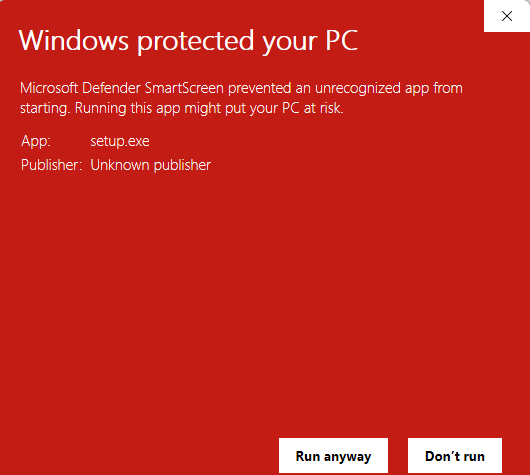 Windows protected your PC
Microsoft Defender SmartScreen prevented an unrecognized app from
starting. Running this app might put your PC at risk.
App: setup.exe
Publisher: Unknown publisher
Run anyway Don't run